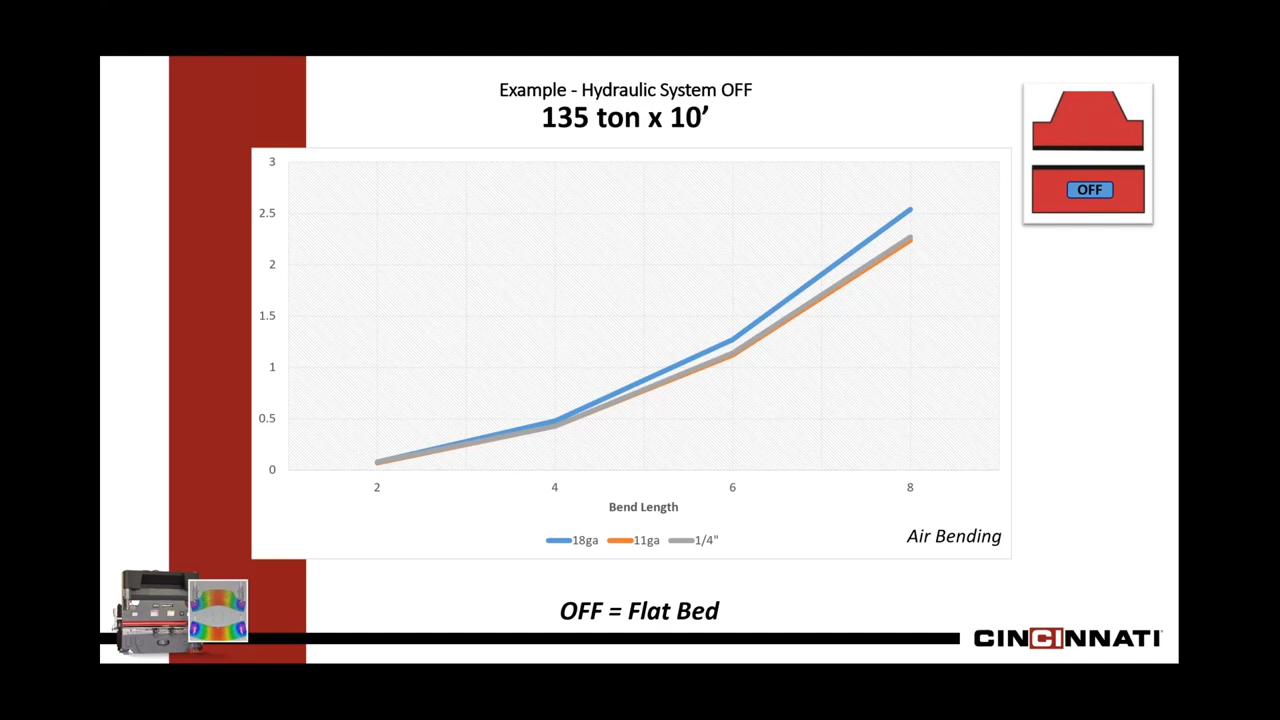 Example - Hydraulic System OFF
135 ton x 10’
OFF
3
2.5
2
1.5
1
0.5
0
2 4 6 8
Bend Length
18ga 11ga 1/4"
Air Bending
OFF = Flat Bed
CINCINNATI